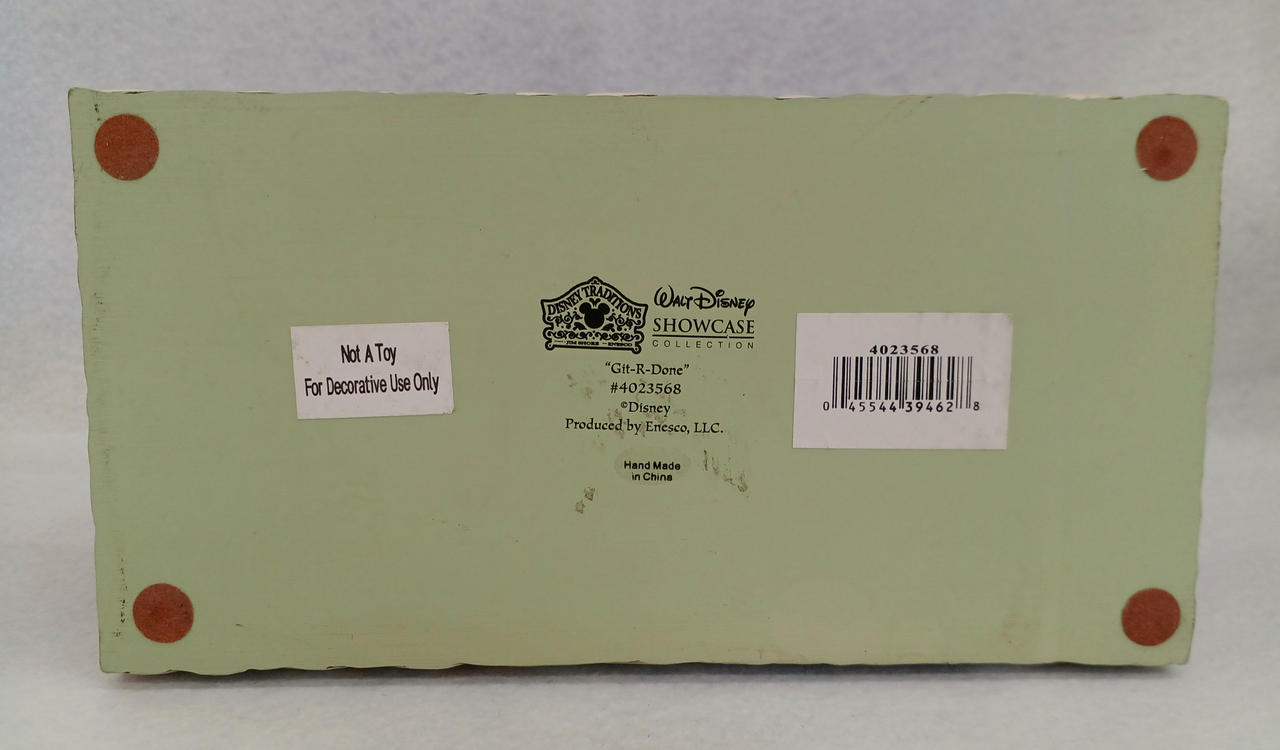 DISNEY TRADITIONS
JIM SHORE ENESCO
WALT DISNEY
SHOWCASE
COLLECTION
Not A Toy
For Decorative Use Only
"Git-R-Done"
#4023568
©Disney
Produced by Enesco, LLC.
Hand Made
in China
4023568
0 45544 39462 8